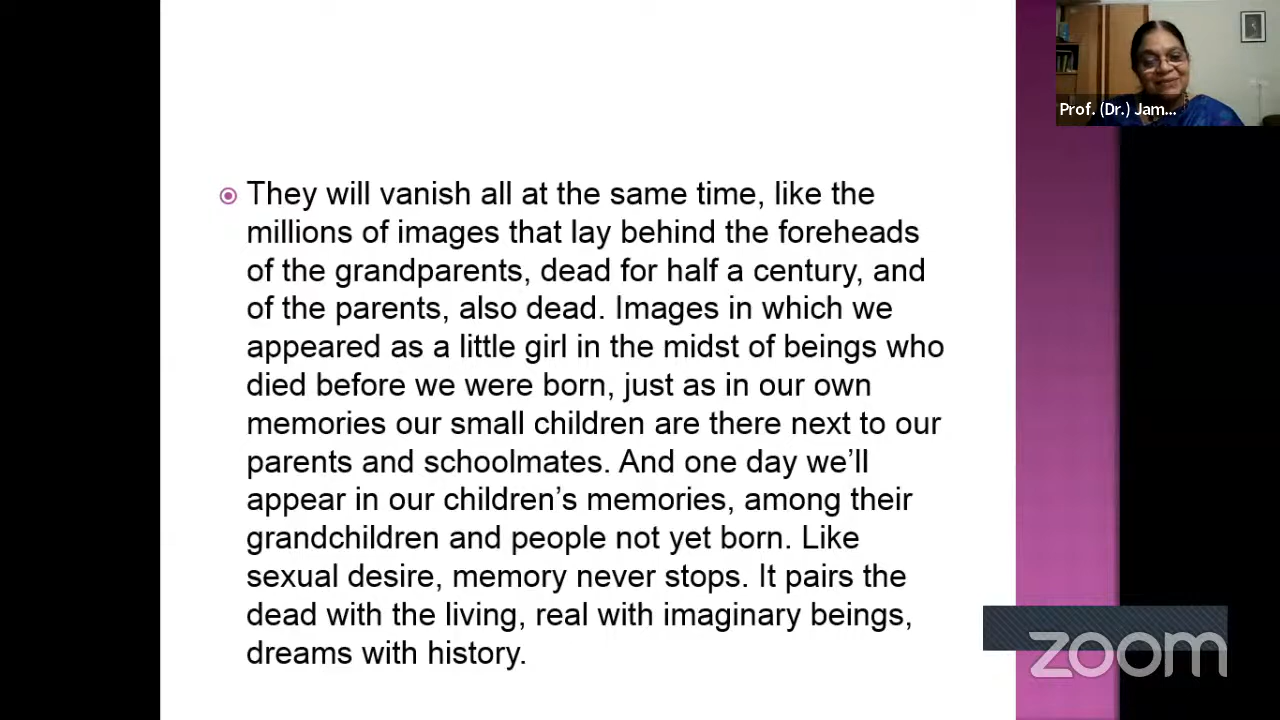 Prof. (Dr.) Jam...
They will vanish all at the same time, like the
millions of images that lay behind the foreheads
of the grandparents, dead for half a century, and
of the parents, also dead. Images in which we
appeared as a little girl in the midst of beings who
died before we were born, just as in our own
memories our small children are there next to our
parents and schoolmates. And one day we’ll
appear in our children’s memories, among their
grandchildren and people not yet born. Like
sexual desire, memory never stops. It pairs the
dead with the living, real with imaginary beings,
dreams with history.
zoom